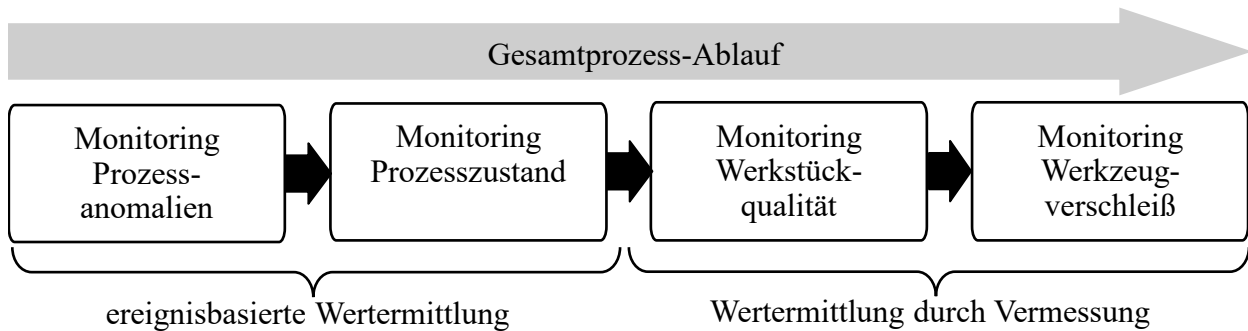 Gesamtprozess-Ablauf
Monitoring
Prozess-
anomalien
Monitoring
Prozesszustand
Monitoring
Werkstück-
qualität
Monitoring
Werkzeug-
verschleiß
ereignisbasierte Wertermittlung
Wertermittlung durch Vermessung